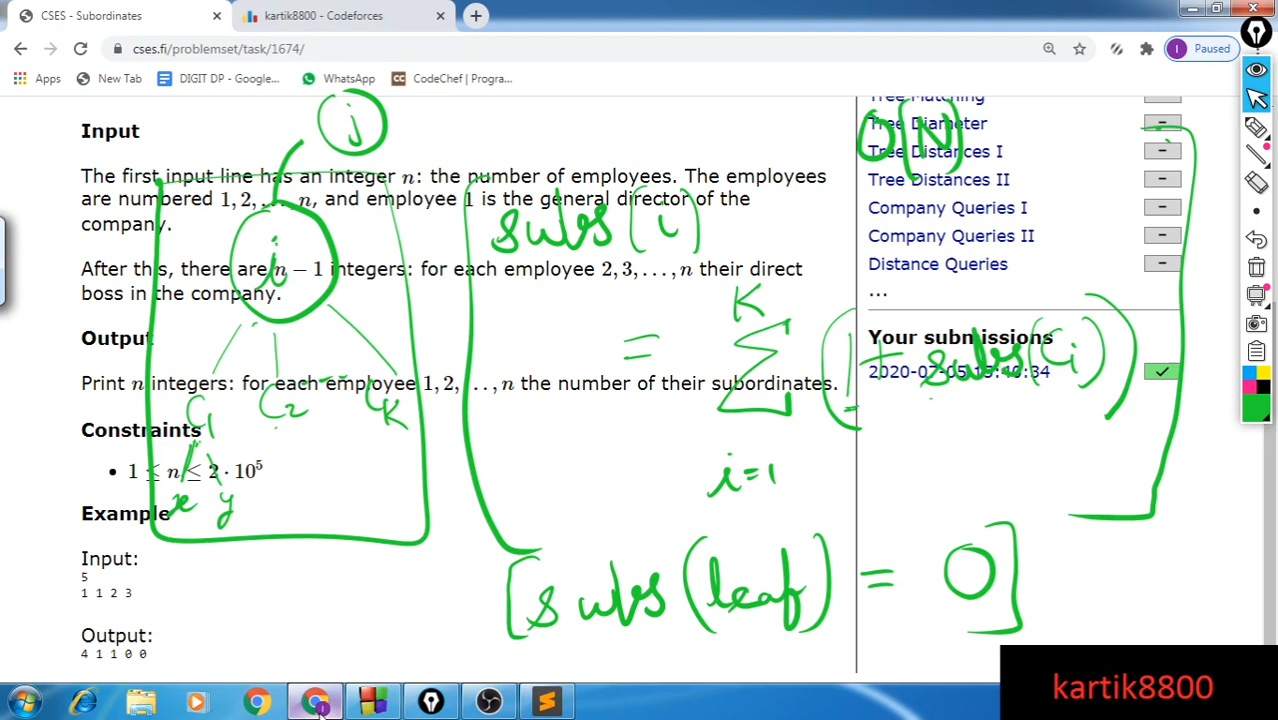 CSES - Subordinates
kartik8800 - Codeforces
cses.fi/problemset/task/1674/
I Paused
Apps New Tab DIGIT DP - Google... WhatsApp CC CodeChef | Progra...
Input
The first input line has an integer n: the number of employees. The employees
are numbered 1, 2, . . ., n, and employee 1 is the general director of the
company.
After this, there are n − 1 integers: for each employee 2, 3, . . . , n their direct
boss in the company.
Output
Print n integers: for each employee 1, 2, . . ., n the number of their subordinates.
Constraints
• 1 ≤ n ≤ 2 · 10⁵
Example
Input:
5
1 1 2 3
Output:
4 1 1 0 0
Tree Matching
Tree Diameter
Tree Distances I
Tree Distances II
Company Queries I
Company Queries II
Distance Queries
...
Your submissions
2020-07-05 15:40:34
j
i
C1 C2 --- CK
x y
O(N)
subs(i)
= K Σ i=1 (1 + subs(Ci))
[subs(leaf) = 0]
kartik8800